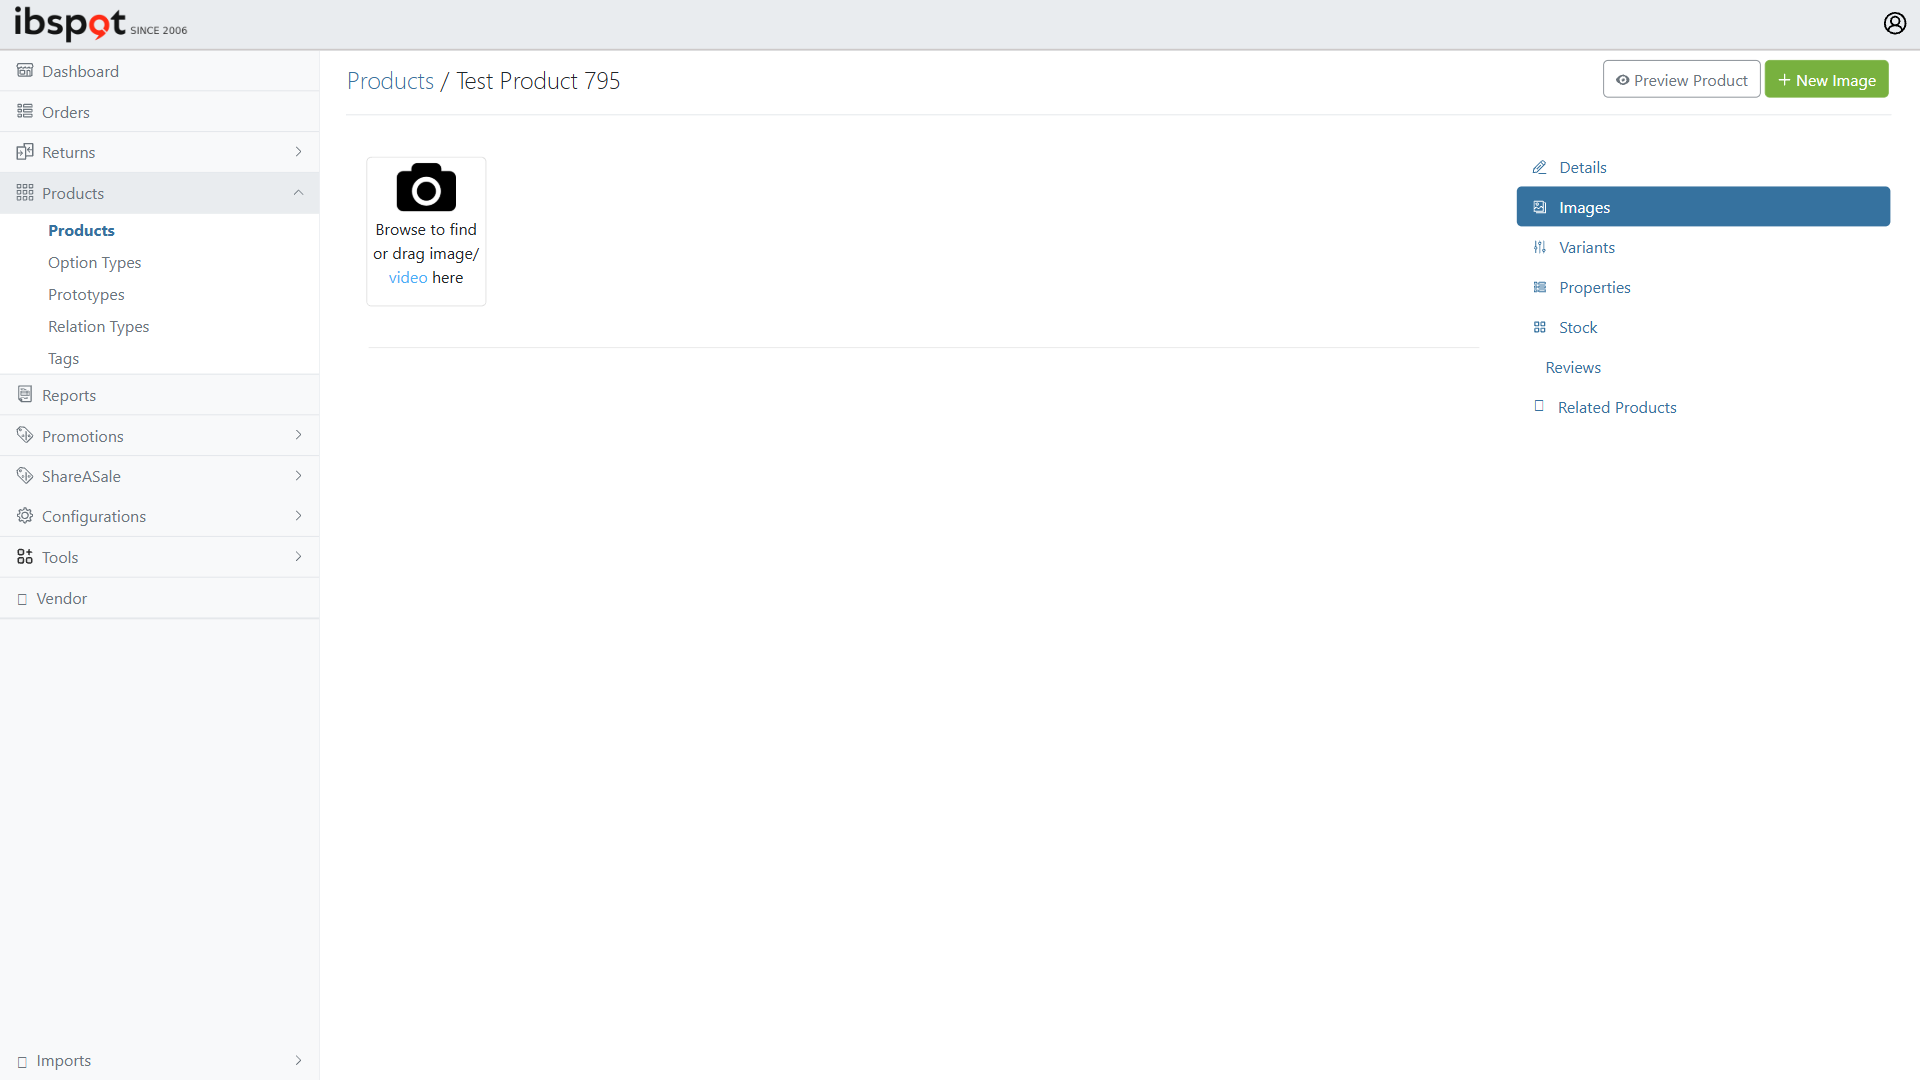 ibspot SINCE 2006
Dashboard
Orders
Returns
Products
Products
Option Types
Prototypes
Relation Types
Tags
Reports
Promotions
ShareASale
Configurations
Tools
Vendor
Imports
Products / Test Product 795
Preview Product
+ New Image
Browse to find
or drag image/
video here
Details
Images
Variants
Properties
Stock
Reviews
Related Products